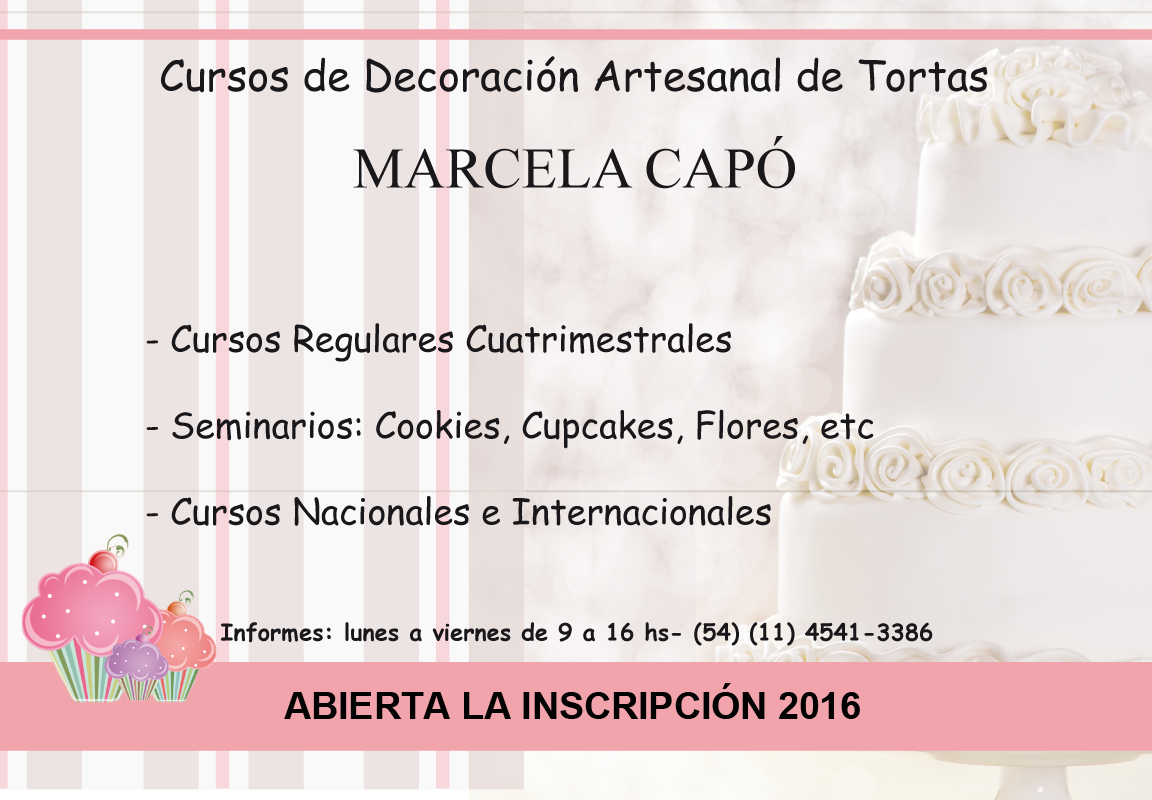 Cursos de Decoración Artesanal de Tortas
MARCELA CAPÓ
- Cursos Regulares Cuatrimestrales
- Seminarios: Cookies, Cupcakes, Flores, etc
- Cursos Nacionales e Internacionales
Informes: lunes a viernes de 9 a 16 hs- (54) (11) 4541-3386
ABIERTA LA INSCRIPCIÓN 2016